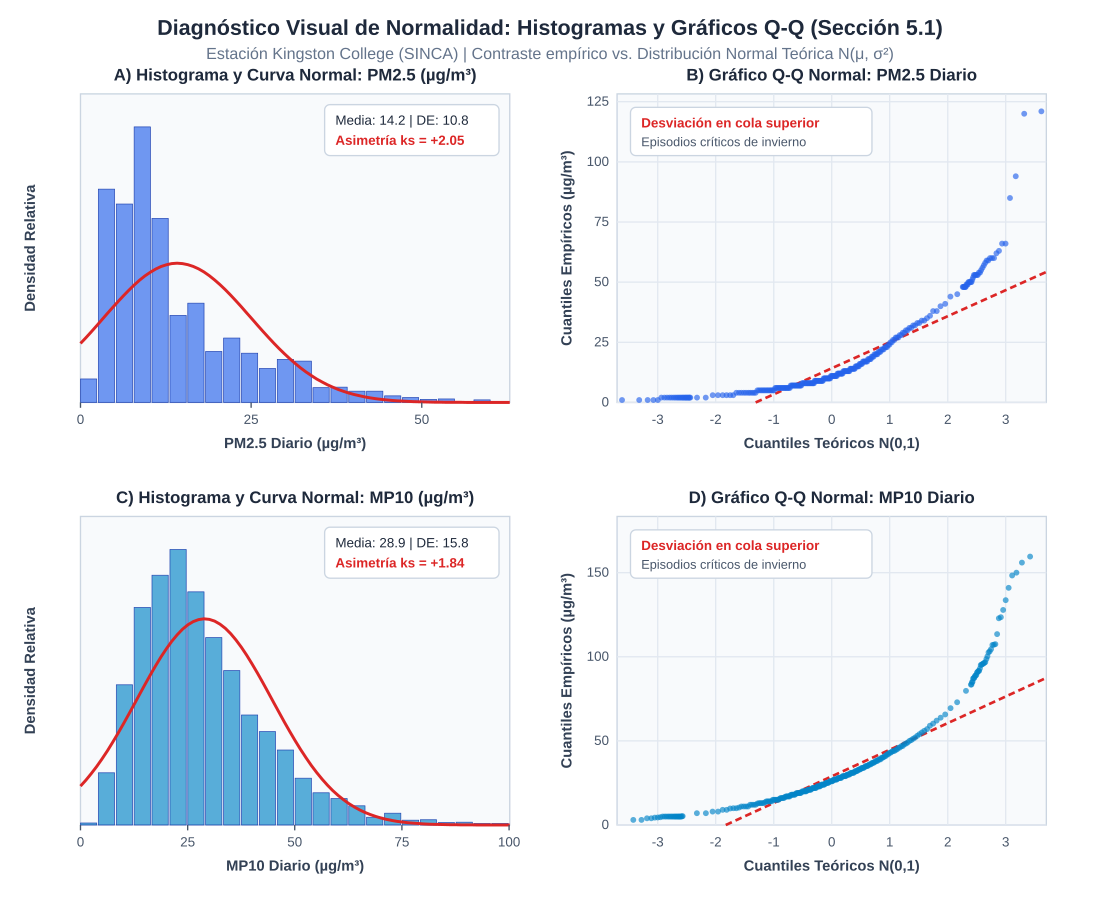 Diagnóstico Visual de Normalidad: Histogramas y Gráficos Q-Q (Sección 5.1)
Estación Kingston College (SINCA) | Contraste empírico vs. Distribución Normal Teórica N(μ, σ²)
A) Histograma y Curva Normal: PM2.5 (µg/m³)
Media: 14.2 | DE: 10.8
Asimetría ks = +2.05
Densidad Relativa
0 25 50
PM2.5 Diario (µg/m³)
B) Gráfico Q-Q Normal: PM2.5 Diario
Desviación en cola superior
Episodios críticos de invierno
Cuantiles Empíricos (µg/m³)
125
100
75
50
25
0
-3 -2 -1 0 1 2 3
Cuantiles Teóricos N(0,1)
C) Histograma y Curva Normal: MP10 (µg/m³)
Media: 28.9 | DE: 15.8
Asimetría ks = +1.84
Densidad Relativa
0 25 50 75 100
MP10 Diario (µg/m³)
D) Gráfico Q-Q Normal: MP10 Diario
Desviación en cola superior
Episodios críticos de invierno
Cuantiles Empíricos (µg/m³)
150
100
50
0
-3 -2 -1 0 1 2 3
Cuantiles Teóricos N(0,1)